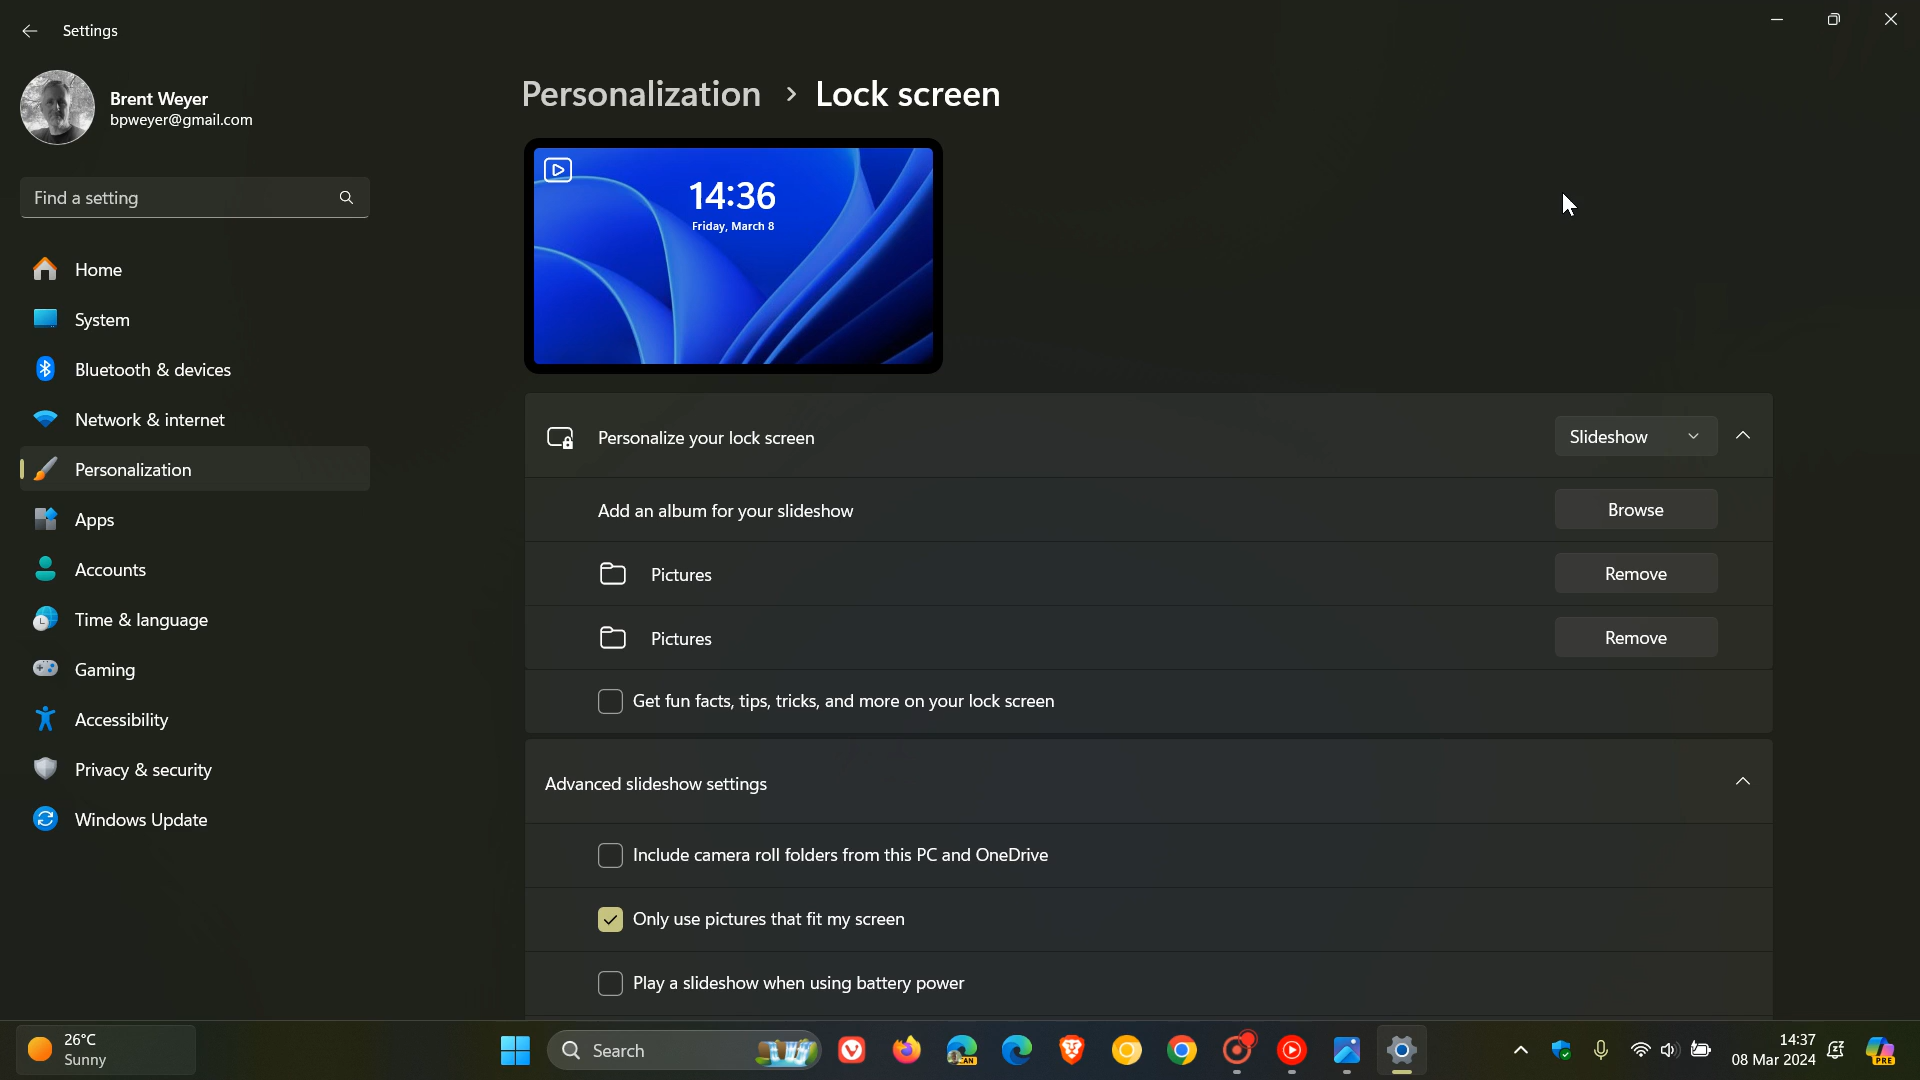 Settings
Brent Weyer
bpweyer@gmail.com
Find a setting
Home
System
Bluetooth & devices
Network & internet
Personalization
Apps
Accounts
Time & language
Gaming
Accessibility
Privacy & security
Windows Update
Personalization > Lock screen
14:36
Friday, March 8
Personalize your lock screen Slideshow
Add an album for your slideshow Browse
Pictures Remove
Pictures Remove
Get fun facts, tips, tricks, and more on your lock screen
Advanced slideshow settings
Include camera roll folders from this PC and OneDrive
Only use pictures that fit my screen
Play a slideshow when using battery power
26°C
Sunny
Search
CAN
14:37
08 Mar 2024
PRE